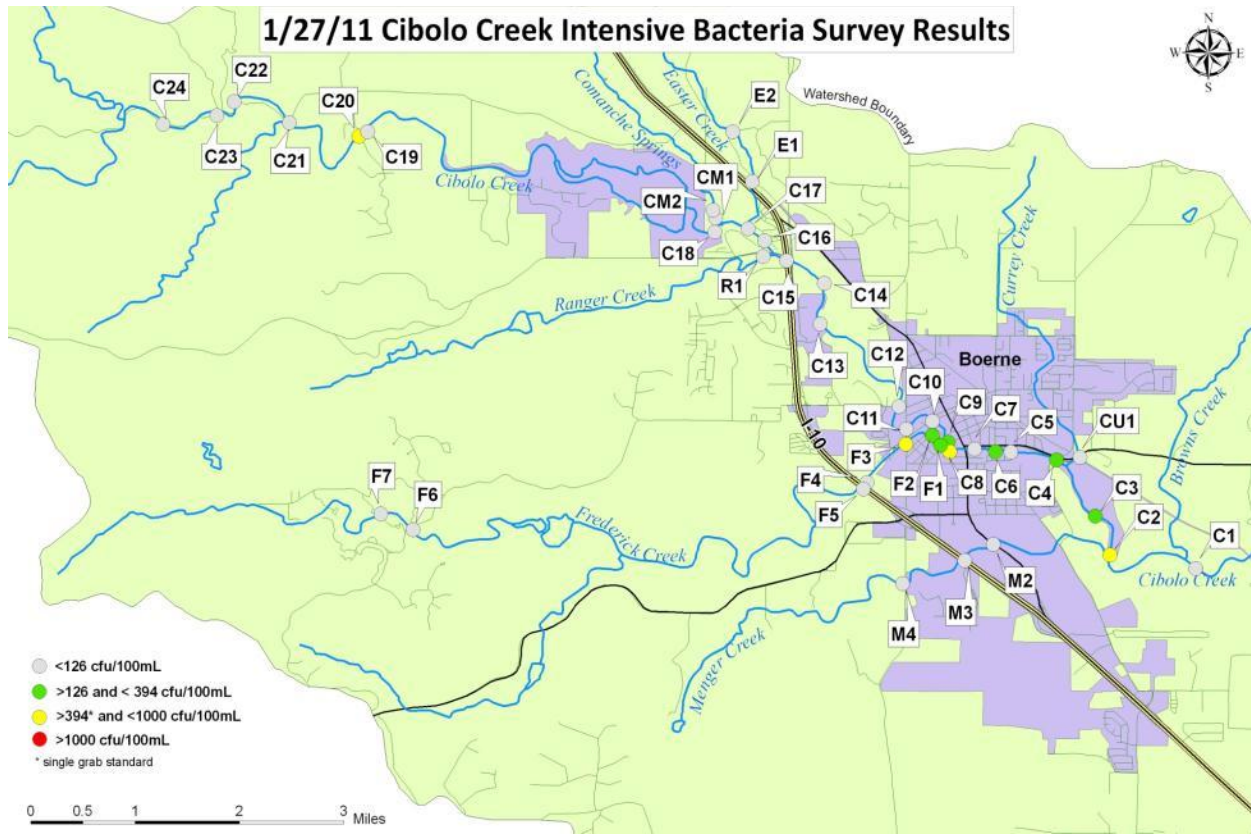 1/27/11 Cibolo Creek Intensive Bacteria Survey Results
N
W
E
S
C22
C24
C20
Comanche Springs
Easter Creek
E2
Watershed Boundary
C23
C21
C19
E1
Cibolo Creek
CM1
C17
CM2
C16
C18
R1
C15
C14
Ranger Creek
Currey Creek
C13
C12
Boerne
C10
C9
C7
C5
CU1
Browns Creek
C11
I-10
F3
F2
F1
C8
C6
C4
F4
F5
C3
C2
C1
F7
F6
Frederick Creek
Cibolo Creek
M2
M3
M4
Menger Creek
<126 cfu/100mL
>126 and < 394 cfu/100mL
>394* and <1000 cfu/100mL
>1000 cfu/100mL
* single grab standard
0 0.5 1 2 3 Miles